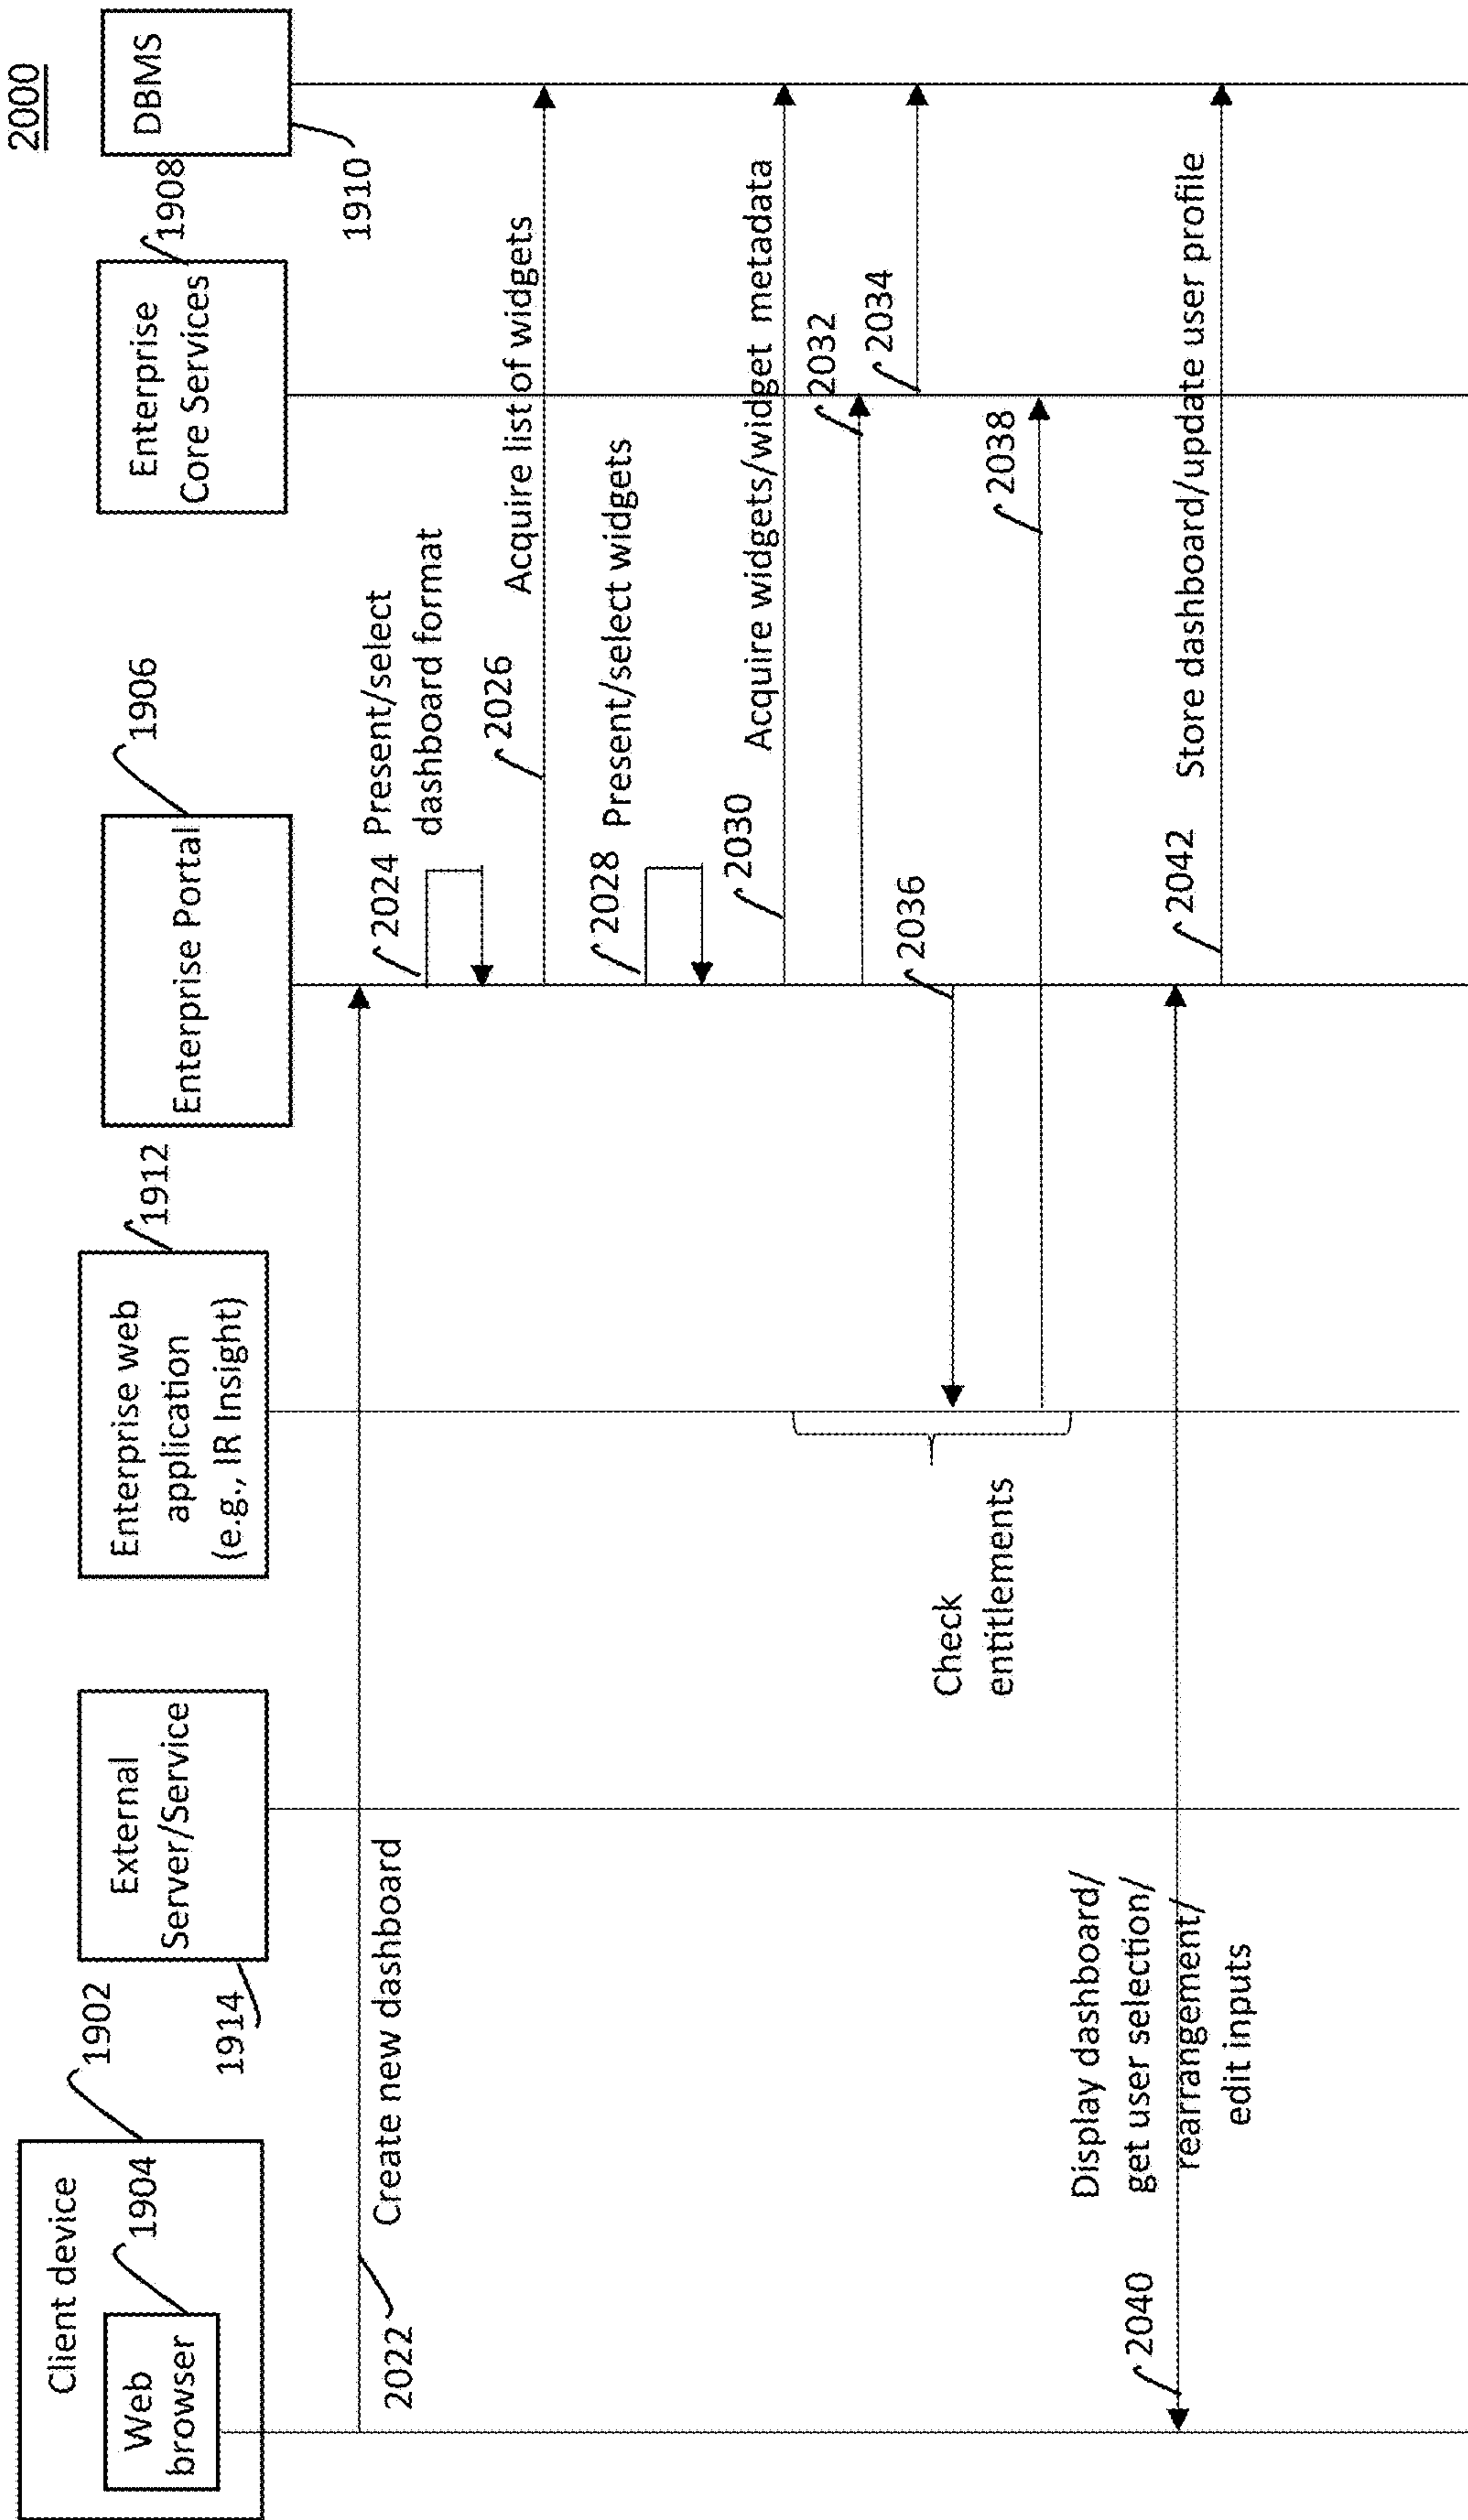 2000
Client device
Web
browser
1904
1902
External
Server/Service
1914
Enterprise web
application
(e.g., IR Insight)
1912
Enterprise Portal
1906
Enterprise
Core Services
1908
DBMS
1910
2022
Create new dashboard
2024
Present/select
dashboard format
2026
Acquire list of widgets
2028
Present/select widgets
2030
Acquire widgets/widget metadata
2032
2034
Check
entitlements
2036
2038
2040
Display dashboard/
get user selection/
rearrangement/
edit inputs
2042
Store dashboard/update user profile